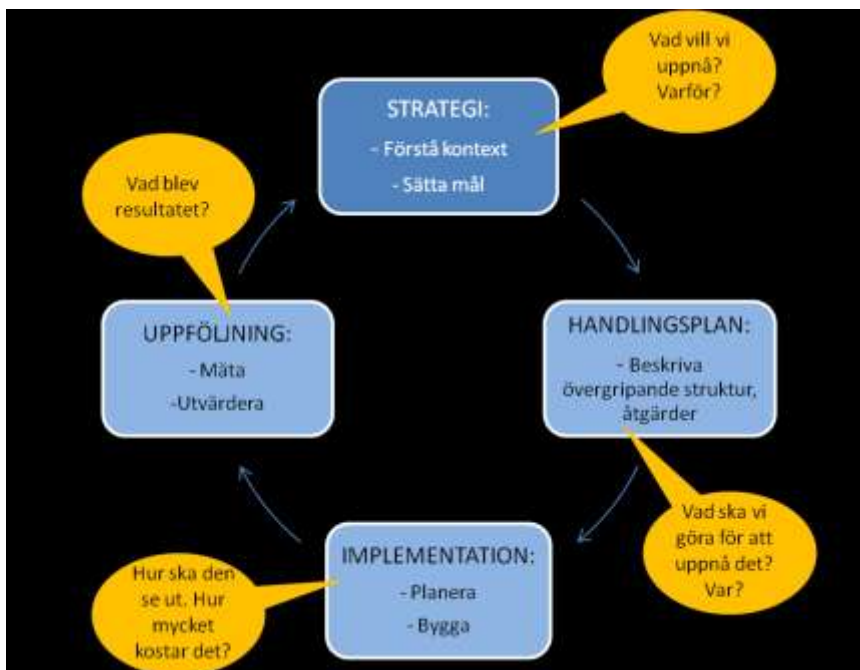 Vad vill vi
uppnå?
Varför?
STRATEGI:
- Förstå kontext
- Sätta mål
Vad blev
resultatet?
UPPFÖLJNING:
- Mäta
-Utvärdera
HANDLINGSPLAN:
- Beskriva
övergripande struktur,
åtgärder
Vad ska vi
göra för att
uppnå det?
Var?
IMPLEMENTATION:
- Planera
- Bygga
Hur ska den
se ut. Hur
mycket
kostar det?